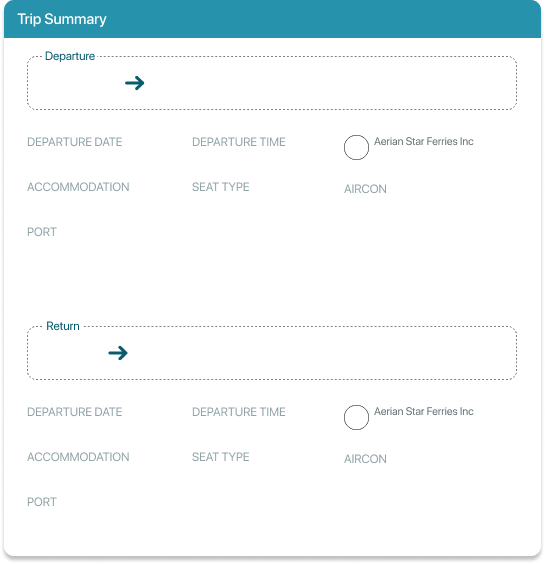 Trip Summary
Departure
DEPARTURE DATE
DEPARTURE TIME
Aerian Star Ferries Inc
ACCOMMODATION
SEAT TYPE
AIRCON
PORT
Return
DEPARTURE DATE
DEPARTURE TIME
Aerian Star Ferries Inc
ACCOMMODATION
SEAT TYPE
AIRCON
PORT